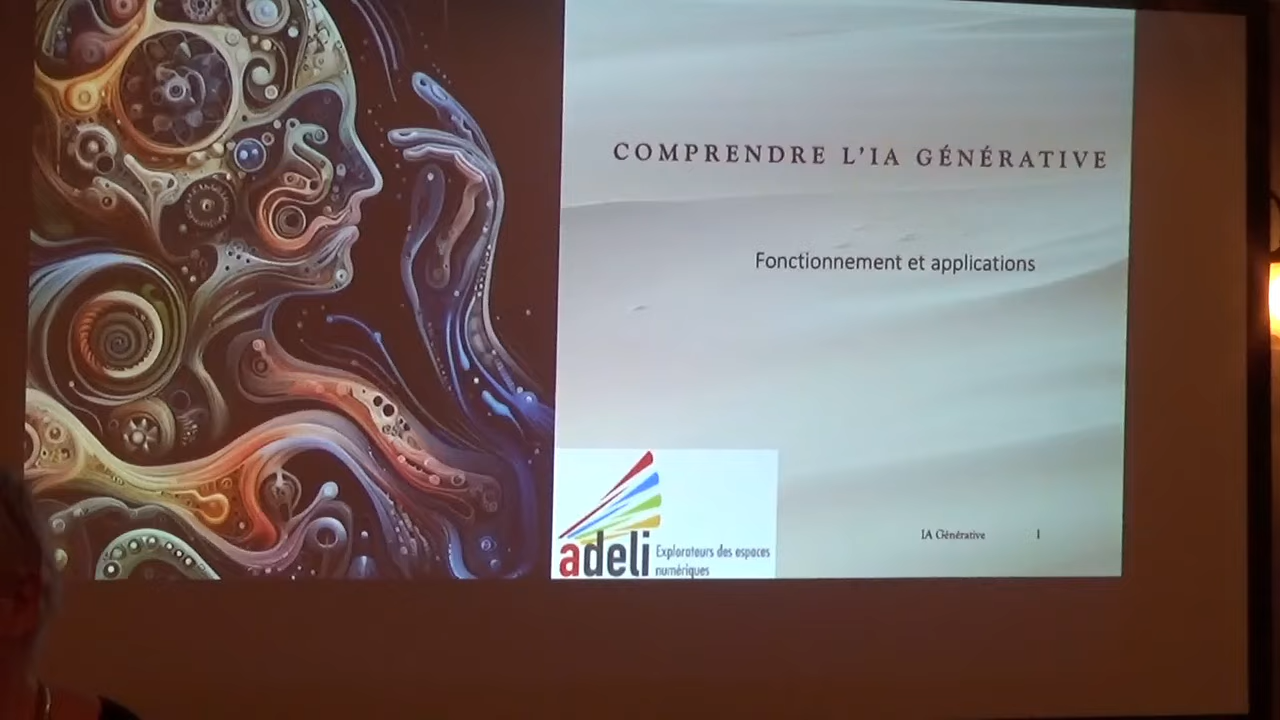 COMPRENDRE L'IA GÉNÉRATIVE
Fonctionnement et applications
adeli
Explorateurs des espaces
numériques
IA Générative 1